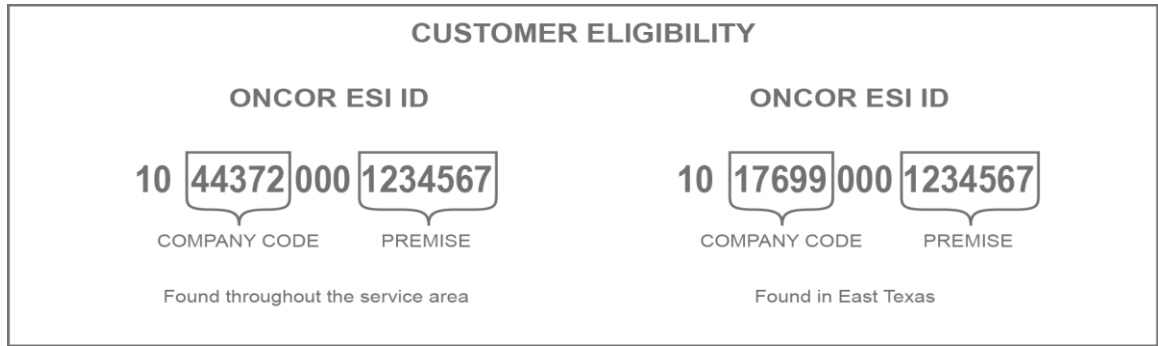 CUSTOMER ELIGIBILITY
ONCOR ESI ID
10 44372 000 1234567
COMPANY CODE PREMISE
Found throughout the service area
ONCOR ESI ID
10 17699 000 1234567
COMPANY CODE PREMISE
Found in East Texas